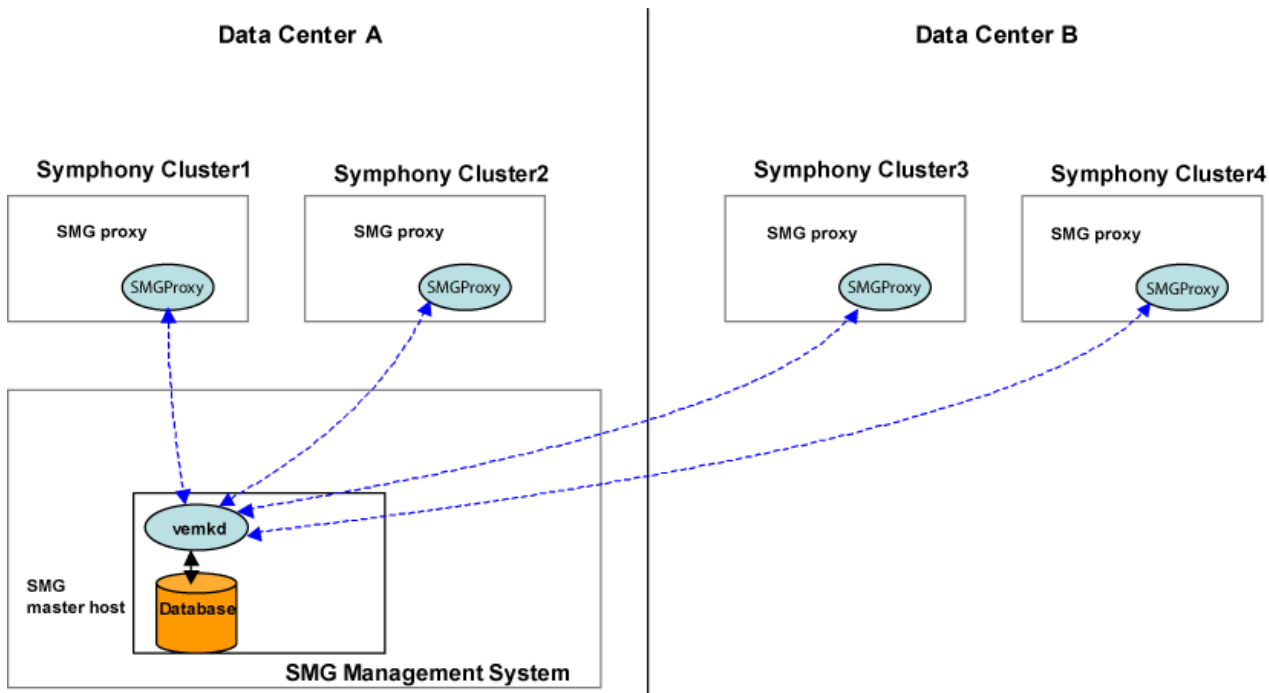 Data Center A
Data Center B
Symphony Cluster1
Symphony Cluster2
Symphony Cluster3
Symphony Cluster4
SMG proxy
SMG proxy
SMG proxy
SMG proxy
SMGProxy
SMGProxy
SMGProxy
SMGProxy
vemkd
SMG
master host
Database
SMG Management System